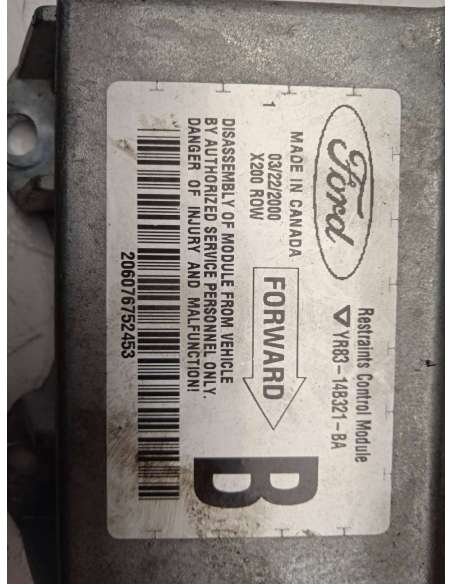 Ford
Restraints Control Module
YR83-14B321-BA
MADE IN CANADA
03/22/2000
X200 ROW
FORWARD
B
1
DISASSEMBLY OF MODULE FROM VEHICLE
BY AUTHORIZED SERVICE PERSONNEL ONLY.
DANGER OF INJURY AND MALFUNCTION!
206076752453